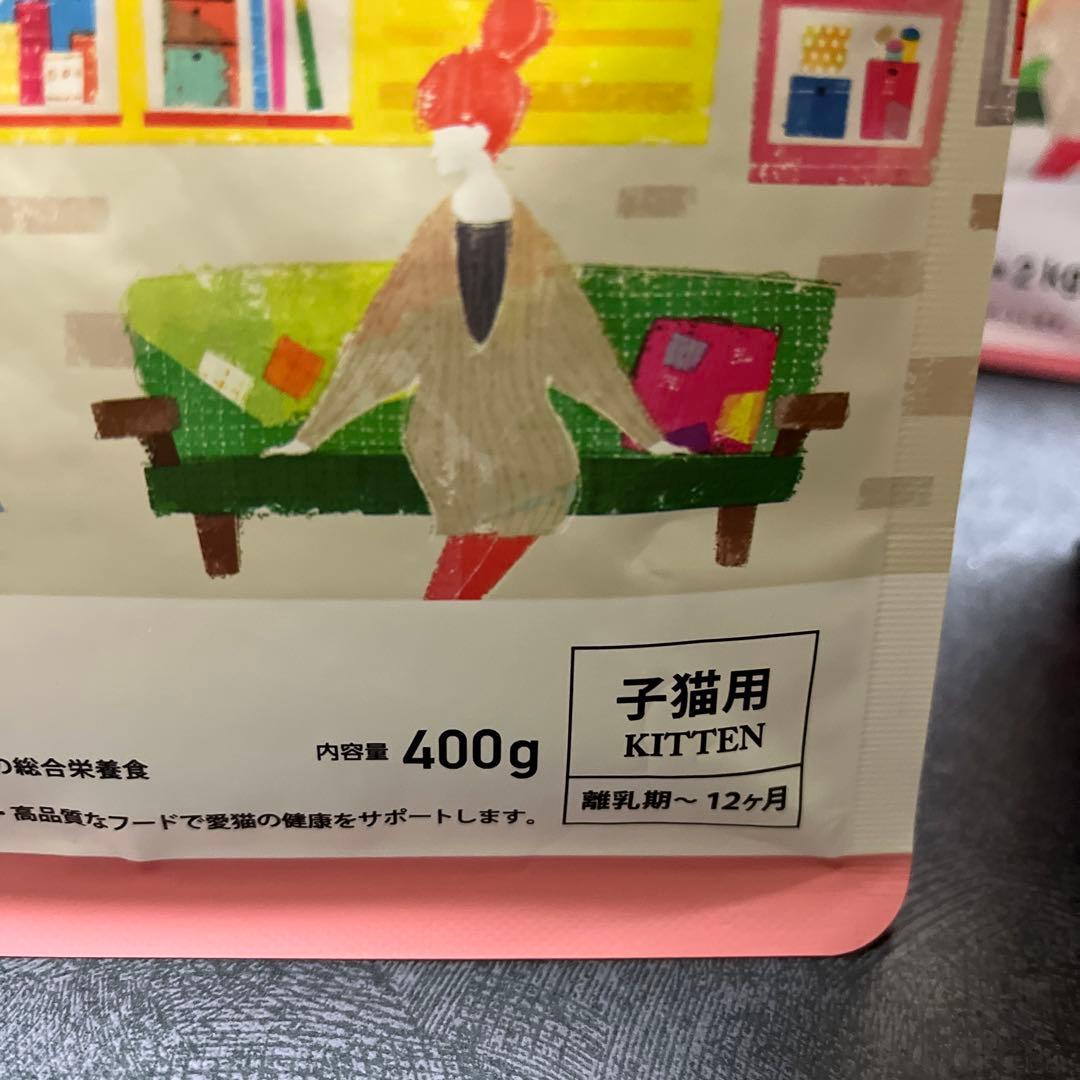 2kg
の総合栄養食
内容量 400g
・高品質なフードで愛猫の健康をサポートします。
子猫用
KITTEN
離乳期〜12ヶ月